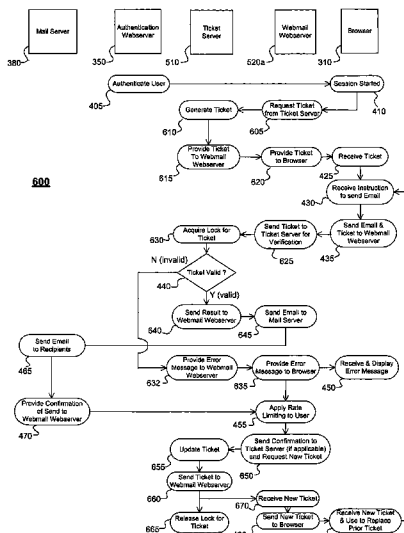 Mail Server
Authentication
Webserver
Ticket
Server
Webmail
Webserver
Browser
380
350
510
520a
310
Authenticate User
Session Started
405
410
Generate Ticket
Request Ticket
from Ticket Server
610
605
Provide Ticket
To Webmail
Webserver
Provide Ticket
to Browser
Receive Ticket
615
620
425
600
Receive Instruction
to send Email
430
Acquire Lock for
Ticket
Send Ticket to
Ticket Server for
Verification
Send Email &
Ticket to Webmail
Webserver
630
625
435
N (invalid)
Ticket Valid ?
440
Y (valid)
Send Result to
Webmail Webserver
Send Email to
Mail Server
640
645
Send Email
to Recipients
465
Provide Error
Message to Webmail
Webserver
Provide Error
Message to Browser
Receive & Display
Error Message
632
635
450
Provide Confirmation
of Send to
Webmail Webserver
470
Apply Rate
Limiting to User
455
Send Confirmation to
Ticket Server (if applicable)
and Request New Ticket
650
Update Ticket
655
Send Ticket to
Webmail Webserver
660
Receive New Ticket
670
Release Lock for
Ticket
665
Send New Ticket
to Browser
Receive New Ticket
& Use to Replace
Prior Ticket